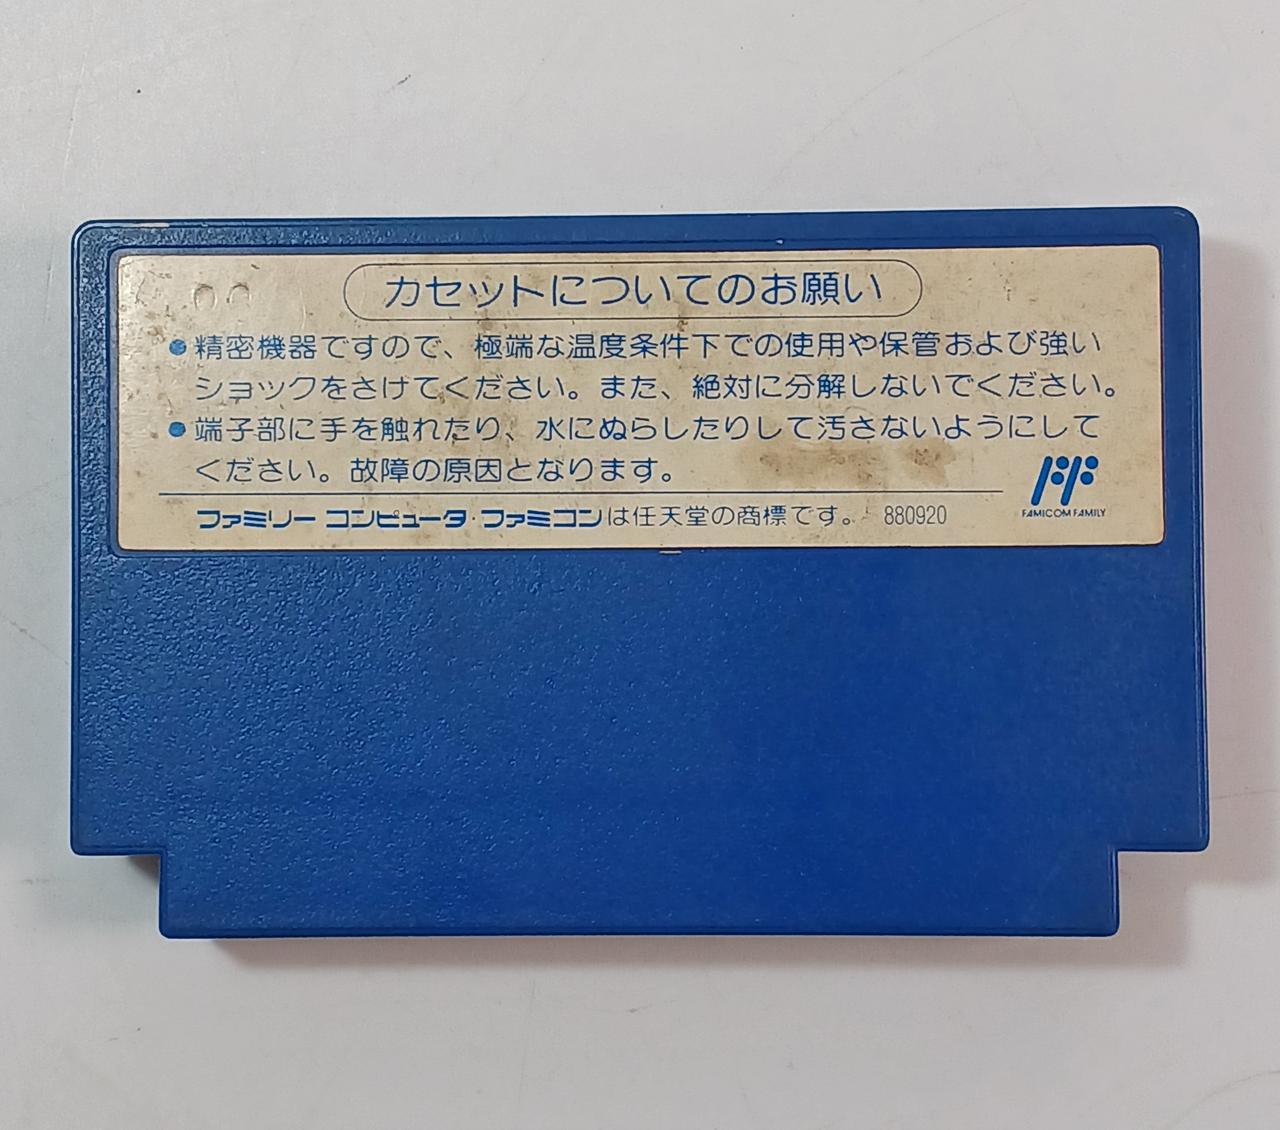 カセットについてのお願い
●精密機器ですので、極端な温度条件下での使用や保管および強い
ショックをさけてください。また、絶対に分解しないでください。
●端子部に手を触れたり、水にぬらしたりして汚さないようにして
ください。故障の原因となります。
FAMICOM FAMILY
ファミリー コンピュータ・ファミコンは任天堂の商標です。 880920